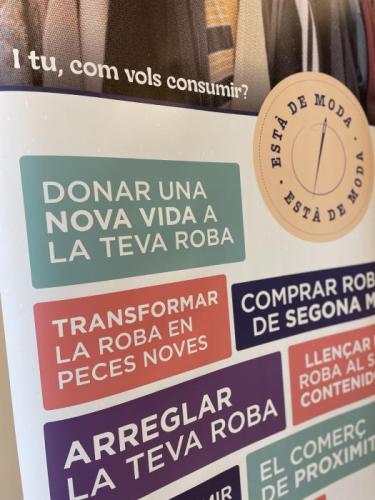 I tu, com vols consumir?
ESTÀ DE MODA · ESTÀ DE MODA ·
DONAR UNA
NOVA VIDA A
LA TEVA ROBA
TRANSFORMAR
LA ROBA EN
PECES NOVES
COMPRAR
DE SEGONA
LLENÇAR
ROBA AL
ARREGLAR
LA TEVA ROBA
EL COMERÇ
DE